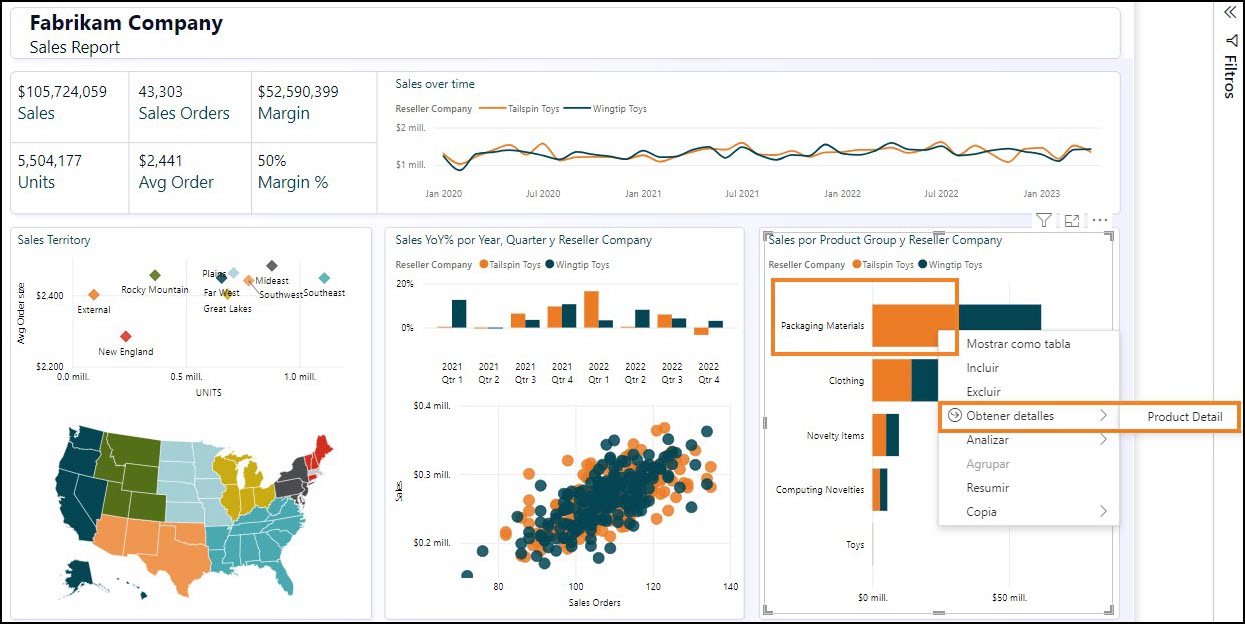 Fabrikam Company
Sales Report
Filtros
$105,724,059
Sales
43,303
Sales Orders
$52,590,399
Margin
5,504,177
Units
$2,441
Avg Order
50%
Margin %
Sales over time
Reseller Company Tailspin Toys Wingtip Toys
$2 mill.
$1 mill.
Jan 2020 Jul 2020 Jan 2021 Jul 2021 Jan 2022 Jul 2022 Jan 2023
Sales Territory
Avg Order size
$2,400
$2,200
Plains
Mideast
Rocky Mountain
Far West
Southwest
Southeast
External
Great Lakes
New England
0.0 mill. 0.5 mill. 1.0 mill.
UNITS
Sales YoY% por Year, Quarter y Reseller Company
Reseller Company Tailspin Toys Wingtip Toys
20%
0%
2021 2021 2021 2021 2022 2022 2022 2022
Qtr 1 Qtr 2 Qtr 3 Qtr 4 Qtr 1 Qtr 2 Qtr 3 Qtr 4
$0.4 mill.
$0.3 mill.
$0.2 mill.
Sales
80 100 120 140
Sales Orders
Sales por Product Group y Reseller Company
Reseller Company Tailspin Toys Wingtip Toys
Packaging Materials
Clothing
Novelty Items
Computing Novelties
Toys
$0 mill. $50 mill.
Mostrar como tabla
Incluir
Excluir
Obtener detalles
Product Detail
Analizar
Agrupar
Resumir
Copia